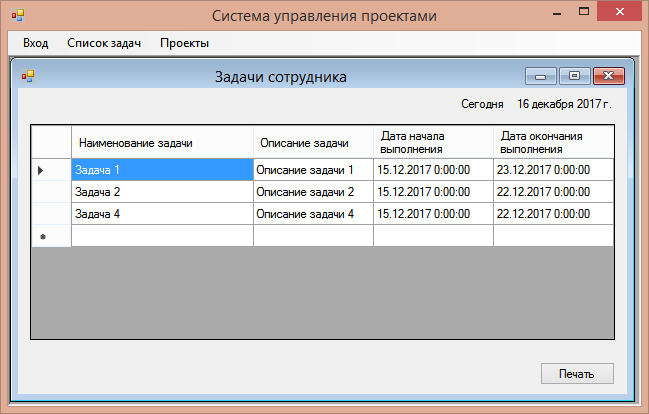 Система управления проектами
Вход Список задач Проекты
Задачи сотрудника
Сегодня 16 декабря 2017 г.
Наименование задачи Описание задачи Дата начала выполнения Дата окончания выполнения
Задача 1 Описание задачи 1 15.12.2017 0:00:00 23.12.2017 0:00:00
Задача 2 Описание задачи 2 15.12.2017 0:00:00 22.12.2017 0:00:00
Задача 4 Описание задачи 4 15.12.2017 0:00:00 22.12.2017 0:00:00
Печать